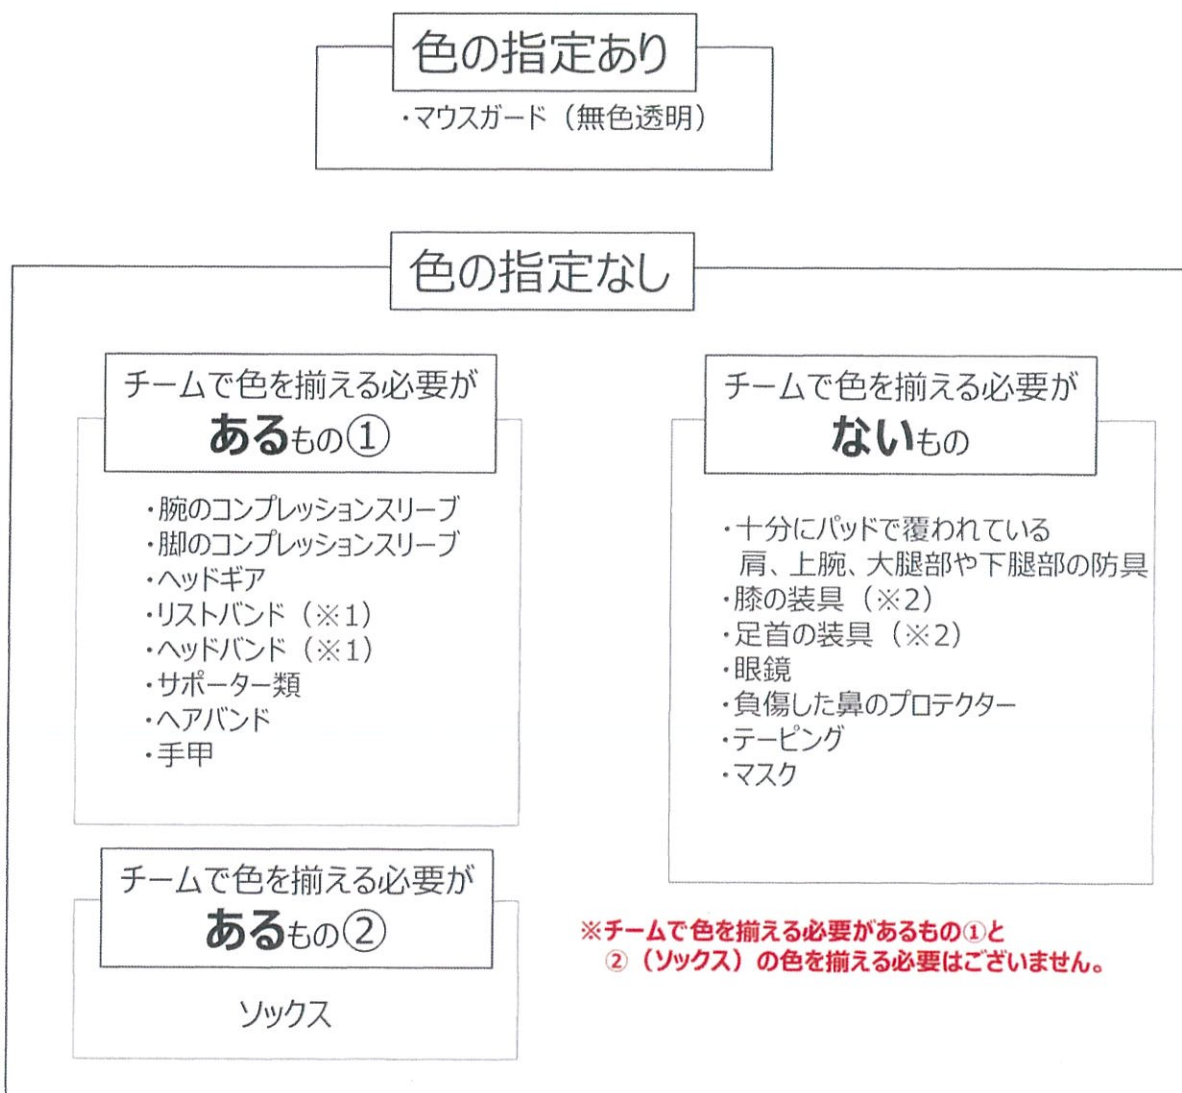 色の指定あり
・マウスガード（無色透明）
色の指定なし
チームで色を揃える必要が
あるもの①
・腕のコンプレッションスリーブ
・脚のコンプレッションスリーブ
・ヘッドギア
・リストバンド（※1）
・ヘッドバンド（※1）
・サポーター類
・ヘアバンド
・手甲
チームで色を揃える必要が
ないもの
・十分にパッドで覆われている
肩、上腕、大腿部や下腿部の防具
・膝の装具（※2）
・足首の装具（※2）
・眼鏡
・負傷した鼻のプロテクター
・テーピング
・マスク
チームで色を揃える必要が
あるもの②
ソックス
※チームで色を揃える必要があるもの①と
②（ソックス）の色を揃える必要はございません。